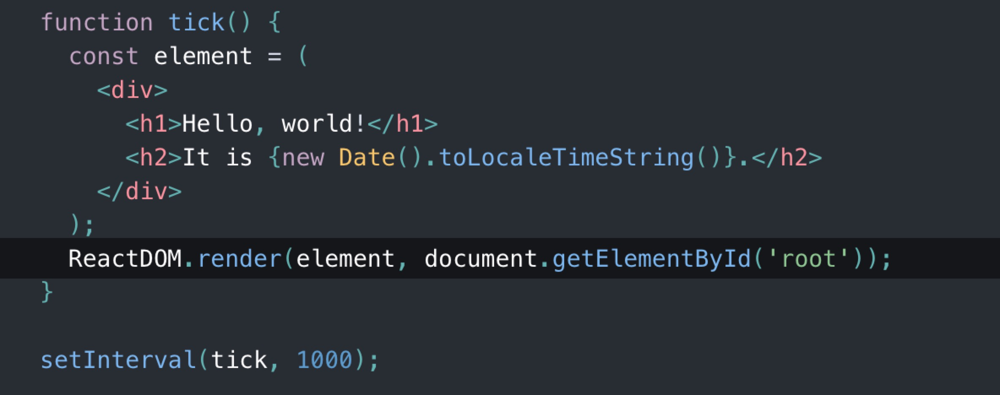 function tick() {
  const element = (
    <div>
      <h1>Hello, world!</h1>
      <h2>It is {new Date().toLocaleTimeString()}.</h2>
    </div>
  );
  ReactDOM.render(element, document.getElementById('root'));
}

setInterval(tick, 1000);